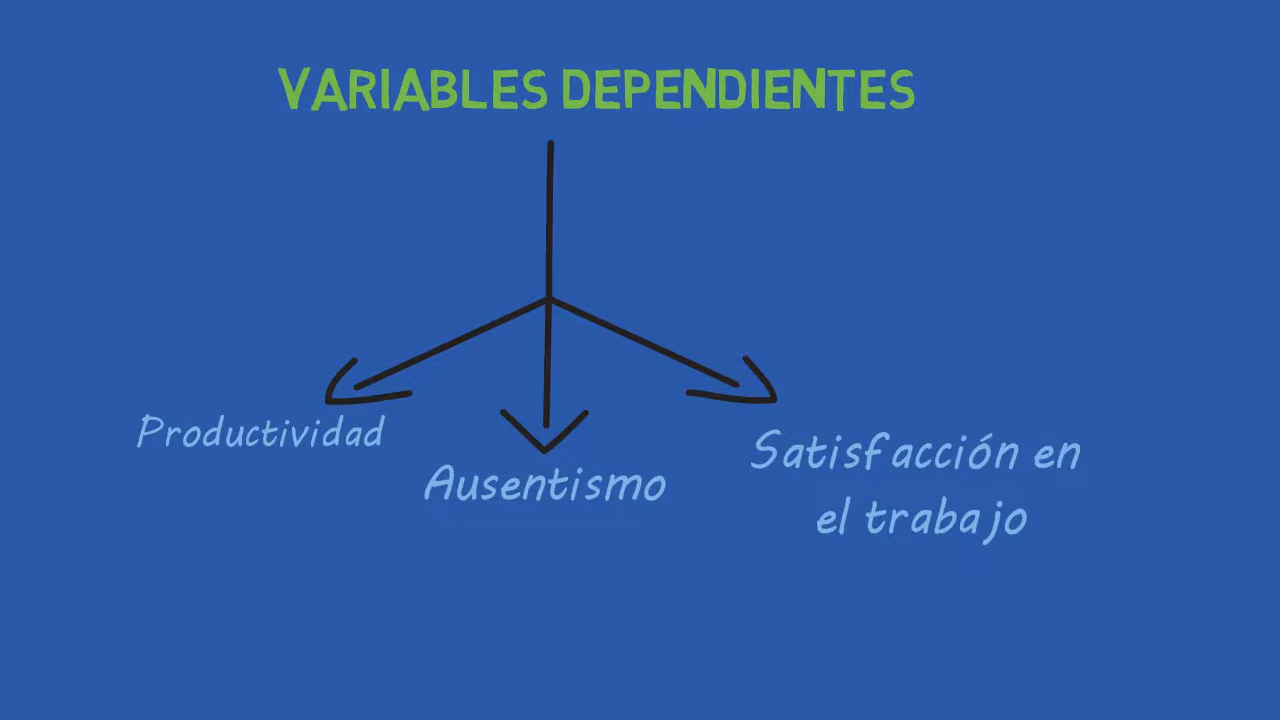 VARIABLES DEPENDIENTES
Productividad
Ausentismo
Satisfacción en
el trabajo